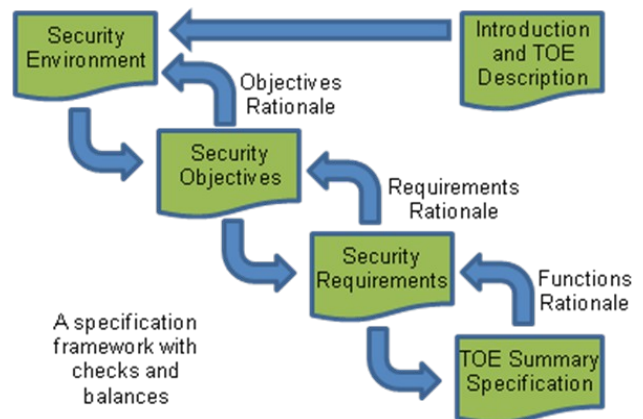 Security
Environment
Introduction
and TOE
Description
Objectives
Rationale
Security
Objectives
Requirements
Rationale
Security
Requirements
Functions
Rationale
A specification
framework with
checks and
balances
TOE Summary
Specification